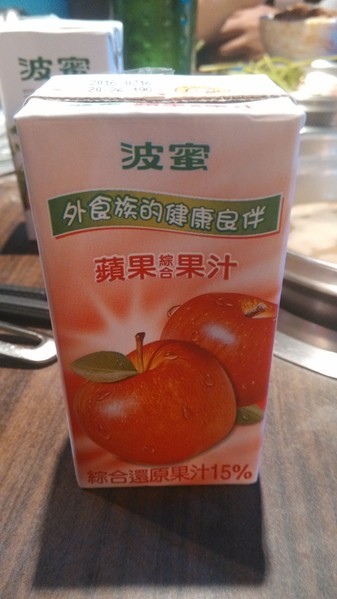 波蜜
波蜜
外食族的健康良伴
蘋果綜合果汁
綜合還原果汁15%